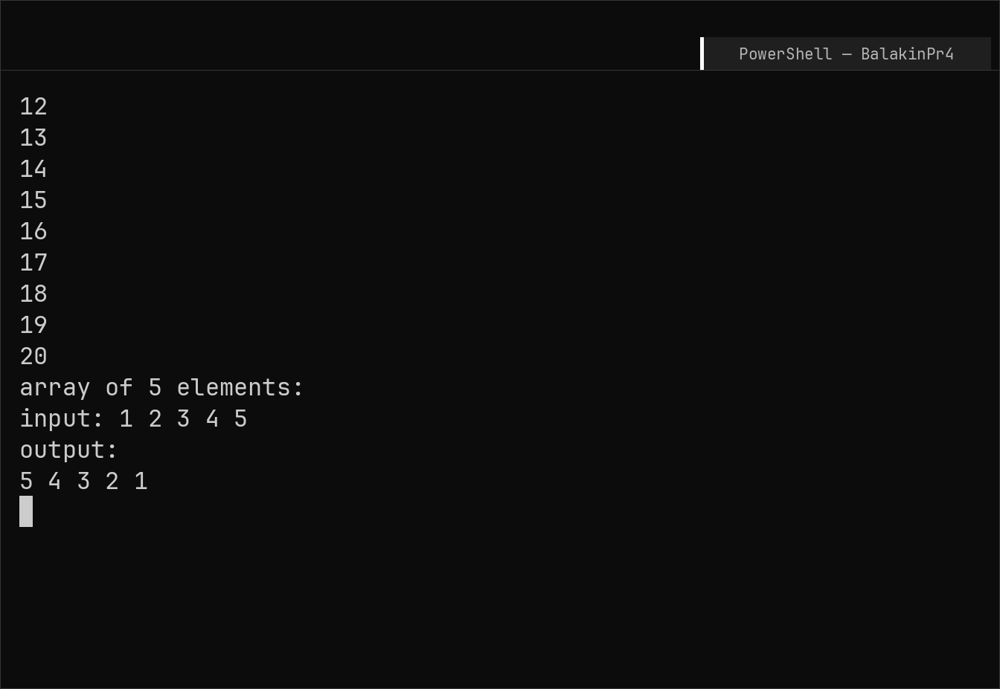 PowerShell — BalakinPr4
12
13
14
15
16
17
18
19
20
array of 5 elements:
input: 1 2 3 4 5
output:
5 4 3 2 1